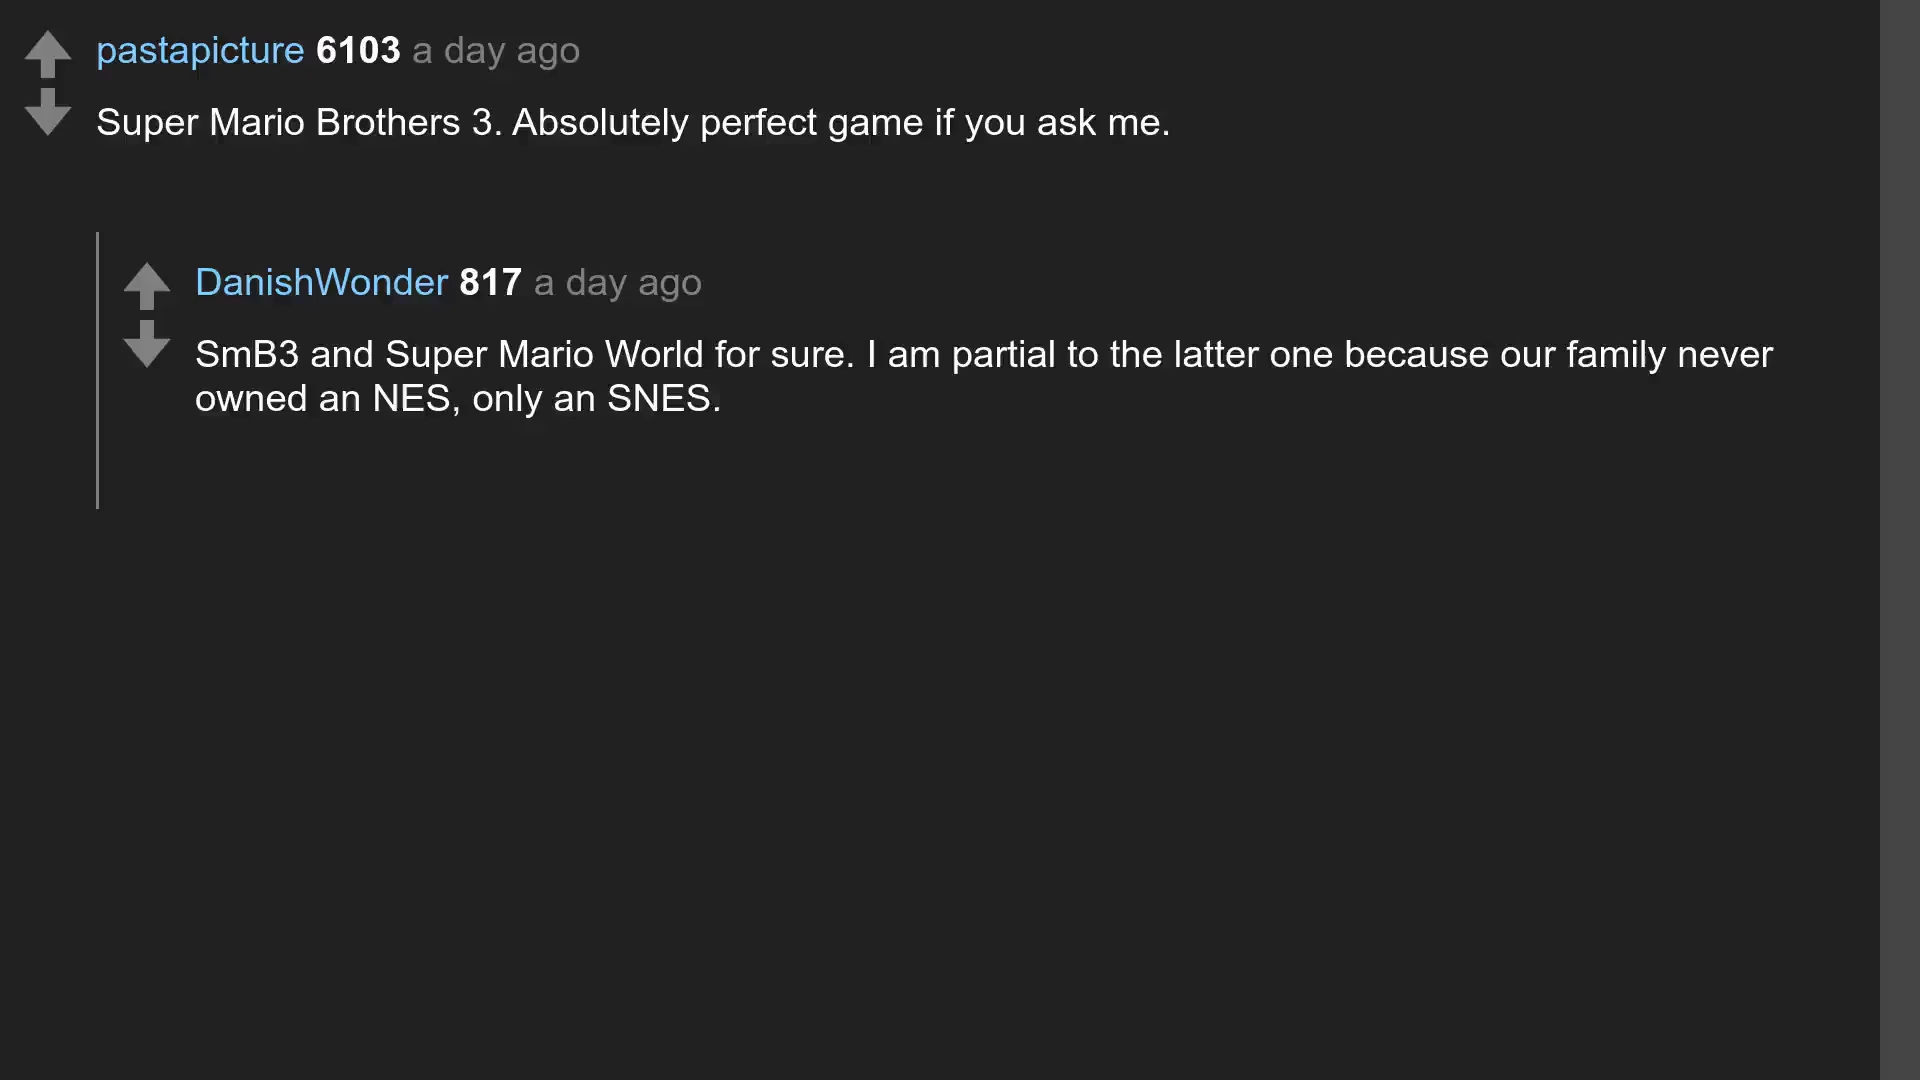 pastapicture 6103 a day ago
Super Mario Brothers 3. Absolutely perfect game if you ask me.
DanishWonder 817 a day ago
SmB3 and Super Mario World for sure. I am partial to the latter one because our family never
owned an NES, only an SNES.